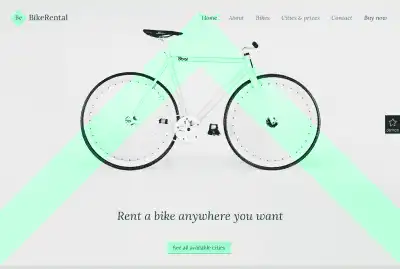 Be BikeRental
Home About Bikes Cities & prices Contact Buy now
Rent a bike anywhere you want
See all available cities